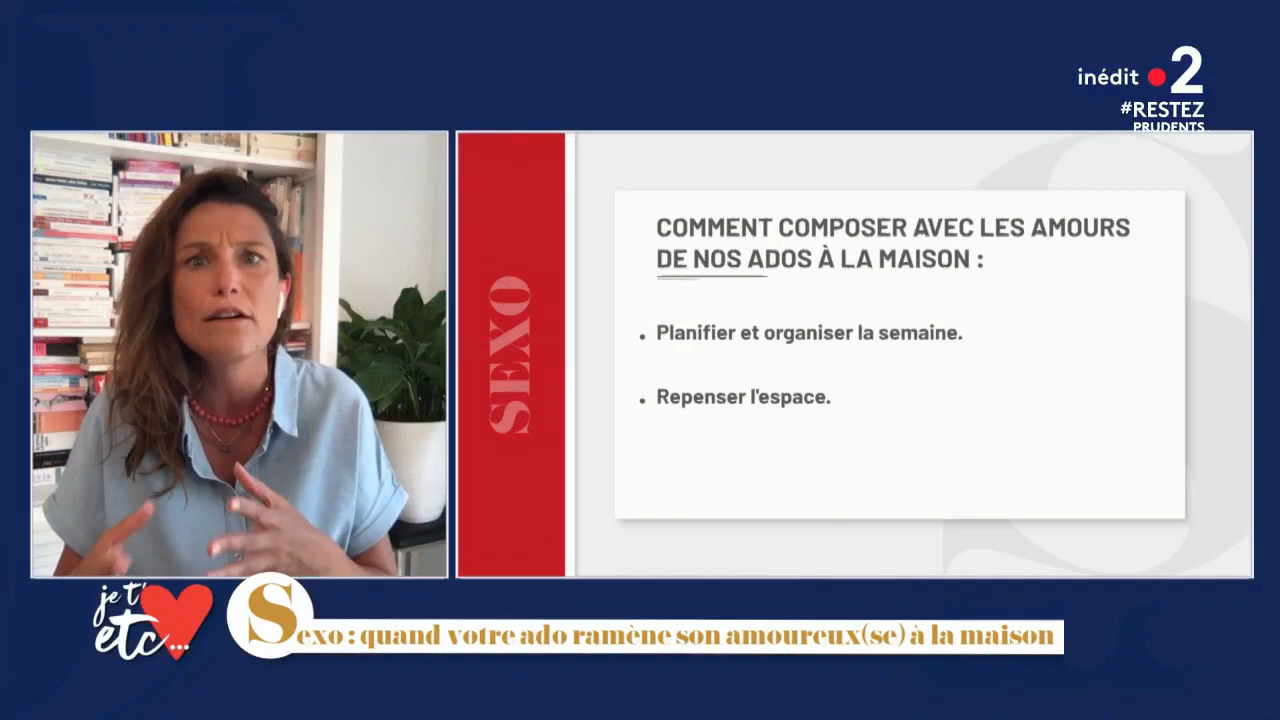 inédit 2
#RESTEZ
PRUDENTS
SEXO
COMMENT COMPOSER AVEC LES AMOURS
DE NOS ADOS À LA MAISON :
• Planifier et organiser la semaine.
• Repenser l'espace.
je t'
etc...
Sexo : quand votre ado ramène son amoureux(se) à la maison